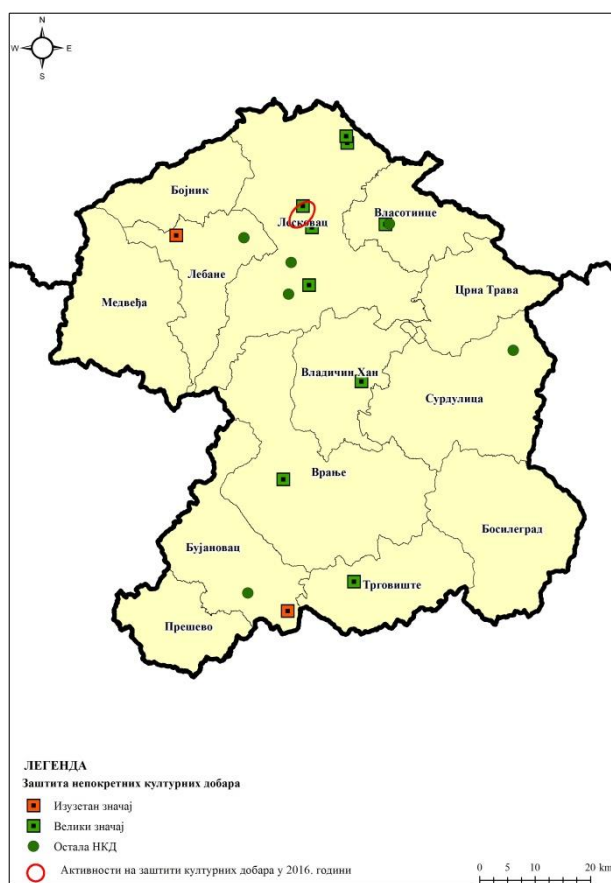 N
W E
S
Бојник
Лесковац
Власотинце
Лебане
Медвеђа
Црна Трава
Владичин Хан
Сурдулица
Врање
Босилеград
Бујановац
Трговиште
Прешево
ЛЕГЕНДА
Заштита непокретних културних добара
Изузетан значај
Велики значај
Остала НКД
Активности на заштити културних добара у 2016. години
0 5 10 20 km